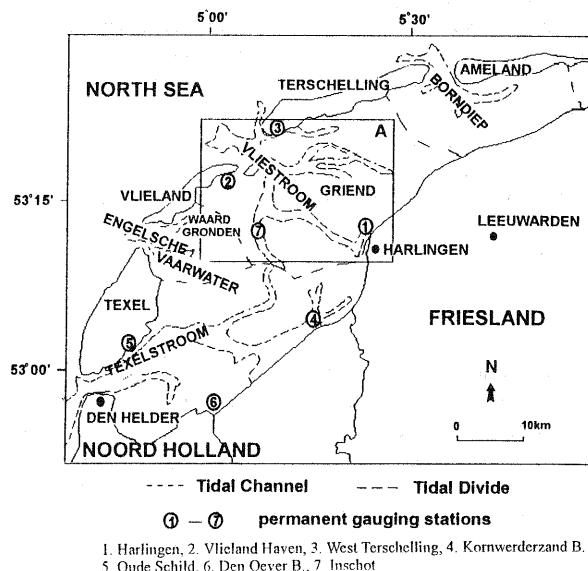 5°00'
5°30'
NORTH SEA
TERSCHELLING
AMELAND
BORNDIEP
3
A
VLIESTROOM
2
GRIEND
53°15'
VLIELAND
WAARD
GRONDEN
7
1
LEEUWARDEN
HARLINGEN
ENGELSCHE
VAARWATER
TEXEL
4
FRIESLAND
5
TEXELSTROOM
53°00'
N
6
DEN HELDER
0 10km
NOORD HOLLAND
Tidal Channel Tidal Divide
1 – 7 permanent gauging stations
1. Harlingen, 2. Vlieland Haven, 3. West Terschelling, 4. Kornwerderzand B.
5. Oude Schild, 6. Den Oever B., 7. Inschot